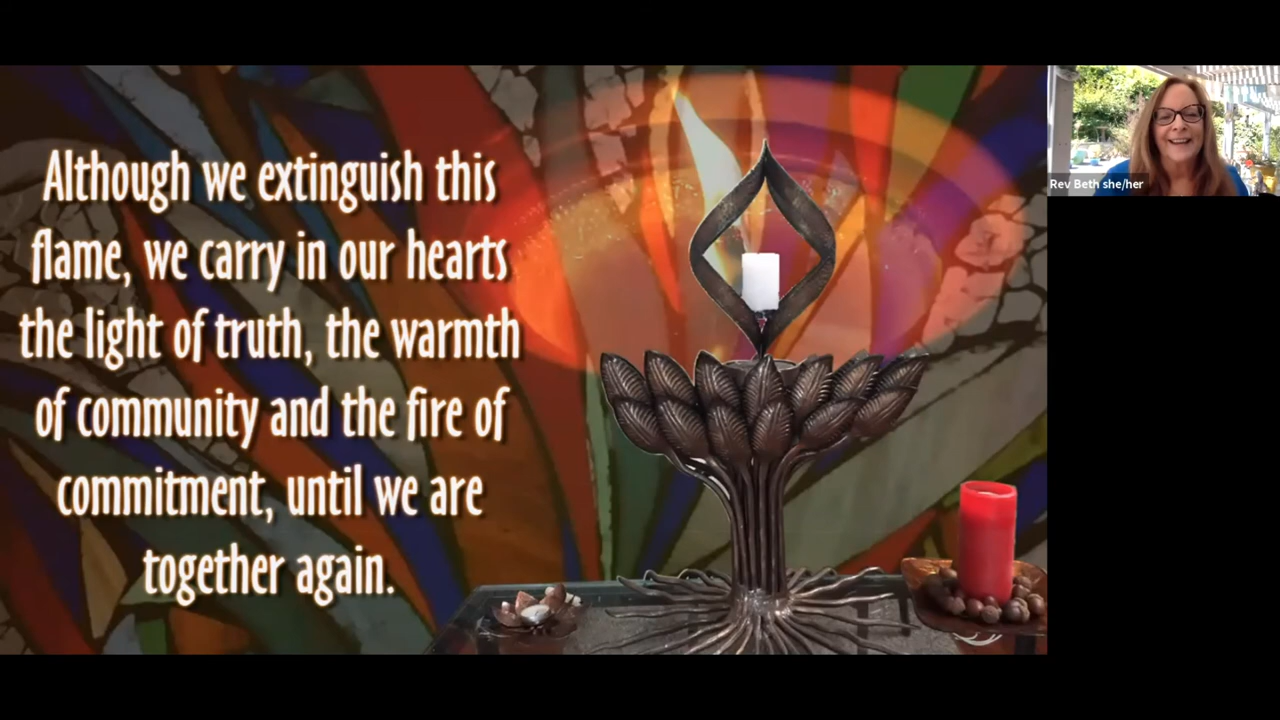 Although we extinguish this
flame, we carry in our hearts
the light of truth, the warmth
of community and the fire of
commitment, until we are
together again.
Rev Beth she/her